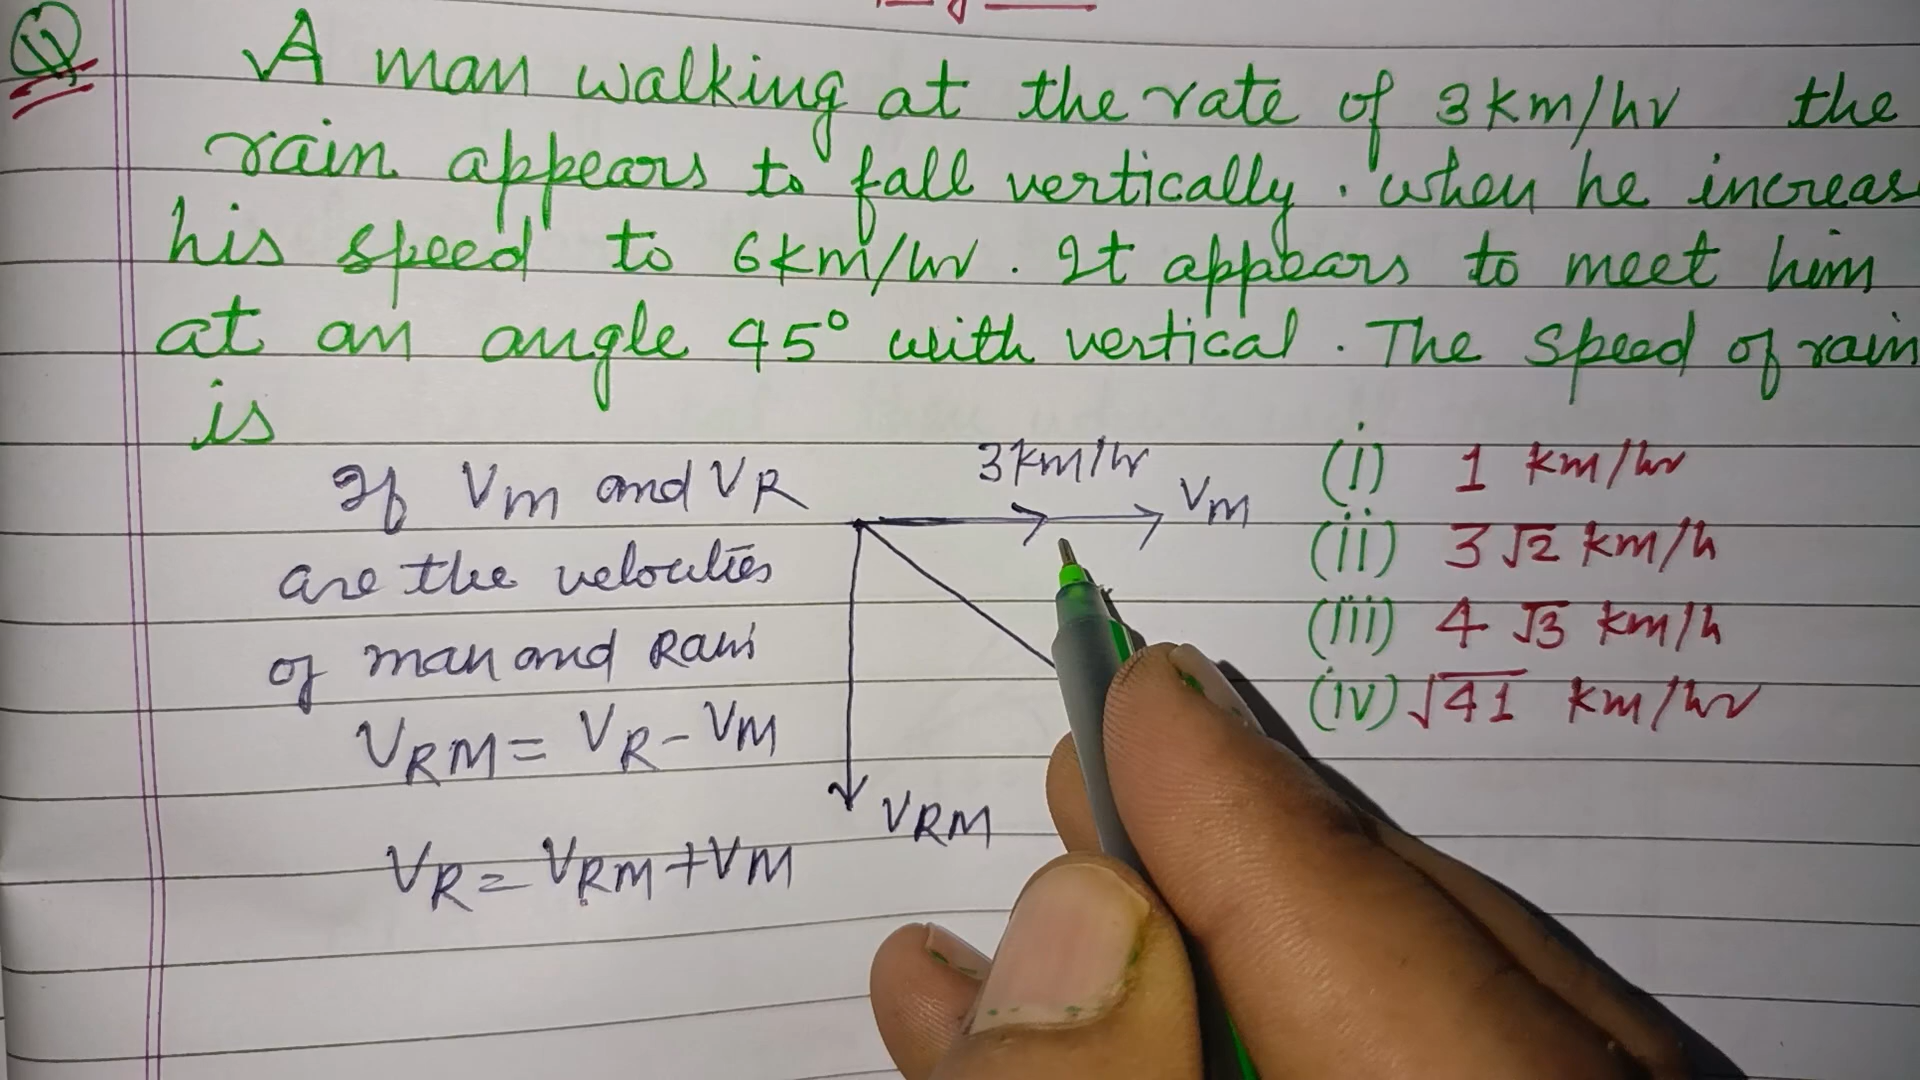 Q
A man walking at the rate of 3km/hr the
rain appears to fall vertically. when he increas
his speed to 6km/hr. It appears to meet him
at an angle 45° with vertical. The speed of rain
is
If Vm and VR
are the velocities
of man and Rain
VRM = VR-VM
VR = VRM+VM
3km/hr
VM
VRM
(i) 1 km/hr
(ii) 3√2 km/h
(iii) 4√3 km/h
(iv) √41 km/hr